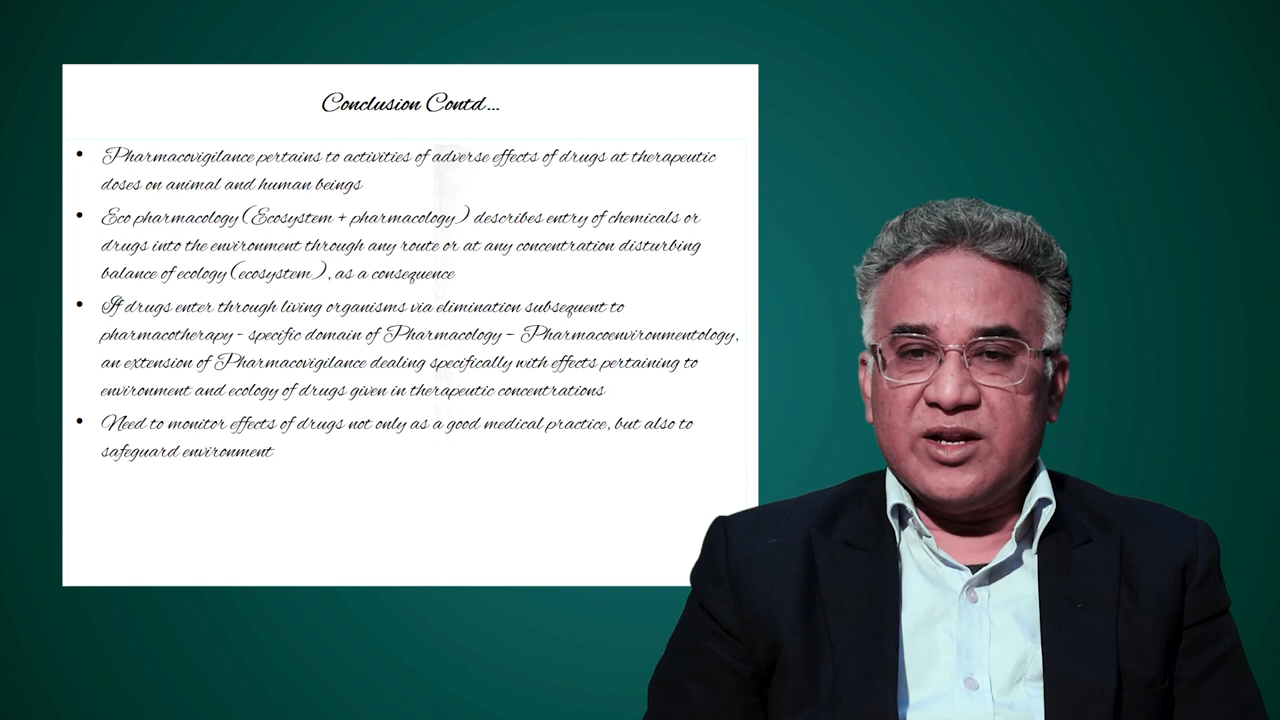 Conclusion Contd...
• Pharmacovigilance pertains to activities of adverse effects of drugs at therapeutic
doses on animal and human beings
• Eco pharmacology (Ecosystem + pharmacology) describes entry of chemicals or
drugs into the environment through any route or at any concentration disturbing
balance of ecology (ecosystem), as a consequence
• If drugs enter through living organisms via elimination subsequent to
pharmacotherapy - specific domain of Pharmacology – Pharmacoenvironmentology,
an extension of Pharmacovigilance dealing specifically with effects pertaining to
environment and ecology of drugs given in therapeutic concentrations
• Need to monitor effects of drugs not only as a good medical practice, but also to
safeguard environment